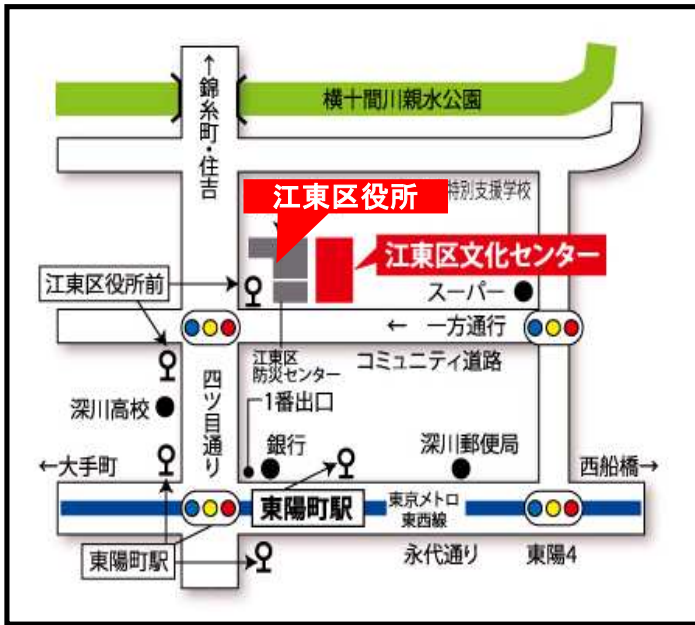 横十間川親水公園
↑錦糸町・住吉
特別支援学校
江東区役所
江東区文化センター
江東区役所前
スーパー
← 一方通行
江東区
防災センター
コミュニティ道路
四ツ目通り
深川高校
1番出口
銀行
深川郵便局
←大手町
西船橋→
東陽町駅
東京メトロ
東西線
東陽町駅
永代通り
東陽4